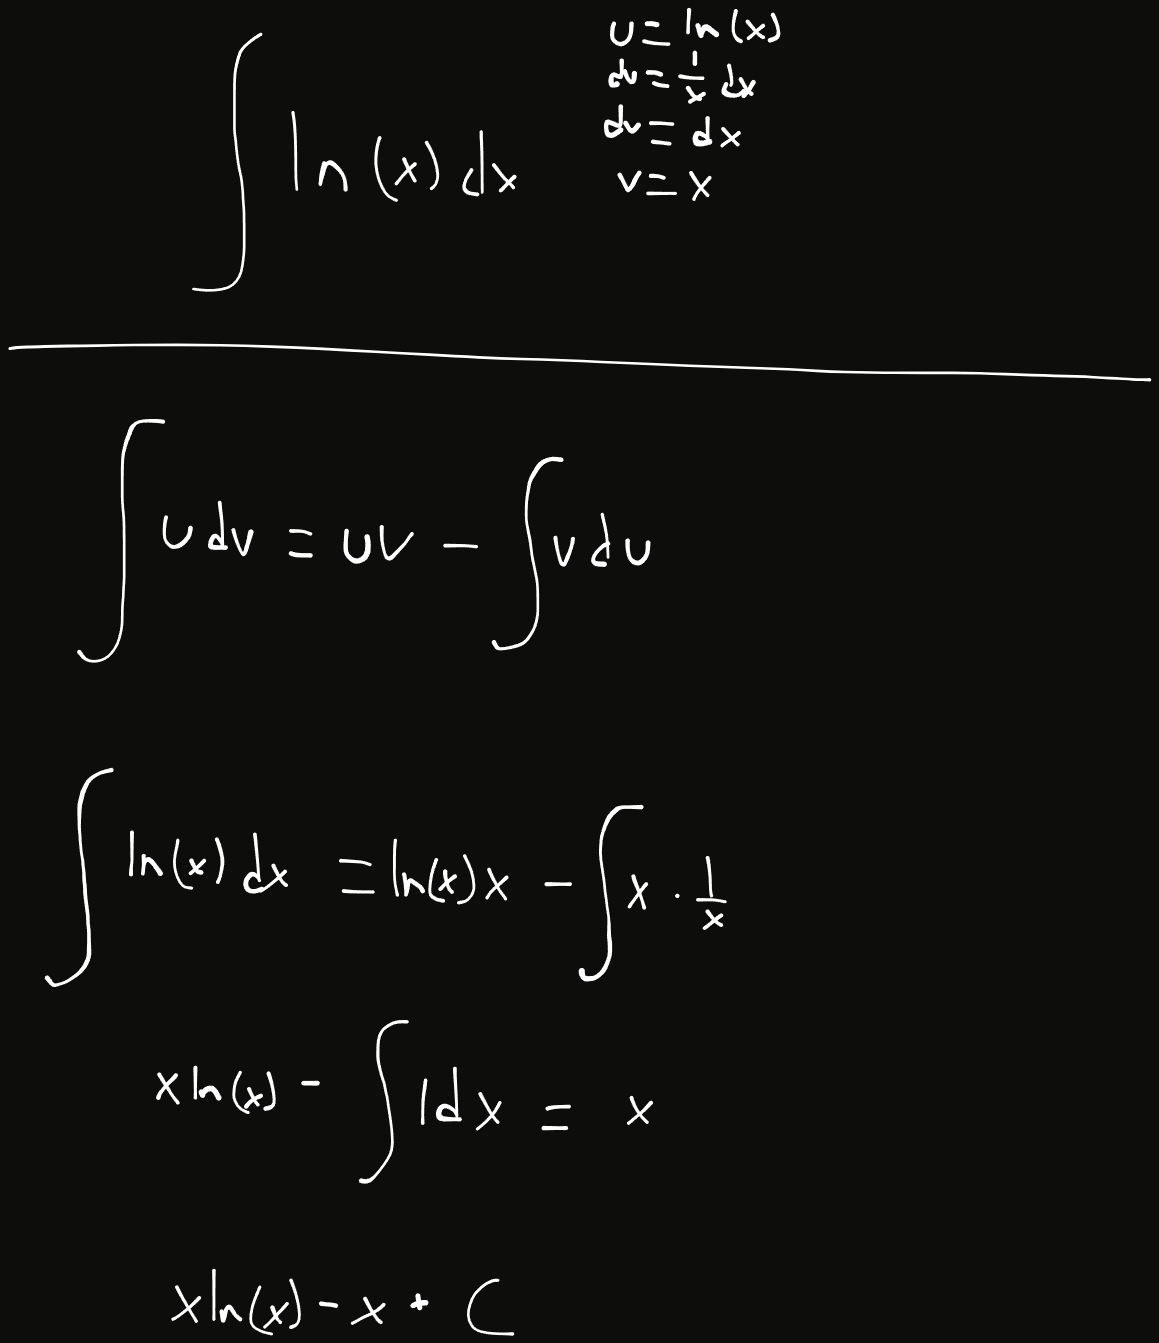 ∫ ln(x) dx
u = ln(x)
du = 1/x dx
dv = dx
v = x
∫ u dv = uv - ∫ v du
∫ ln(x) dx = ln(x) x - ∫ x · 1/x
x ln(x) - ∫ 1 dx = x
x ln(x) - x + C